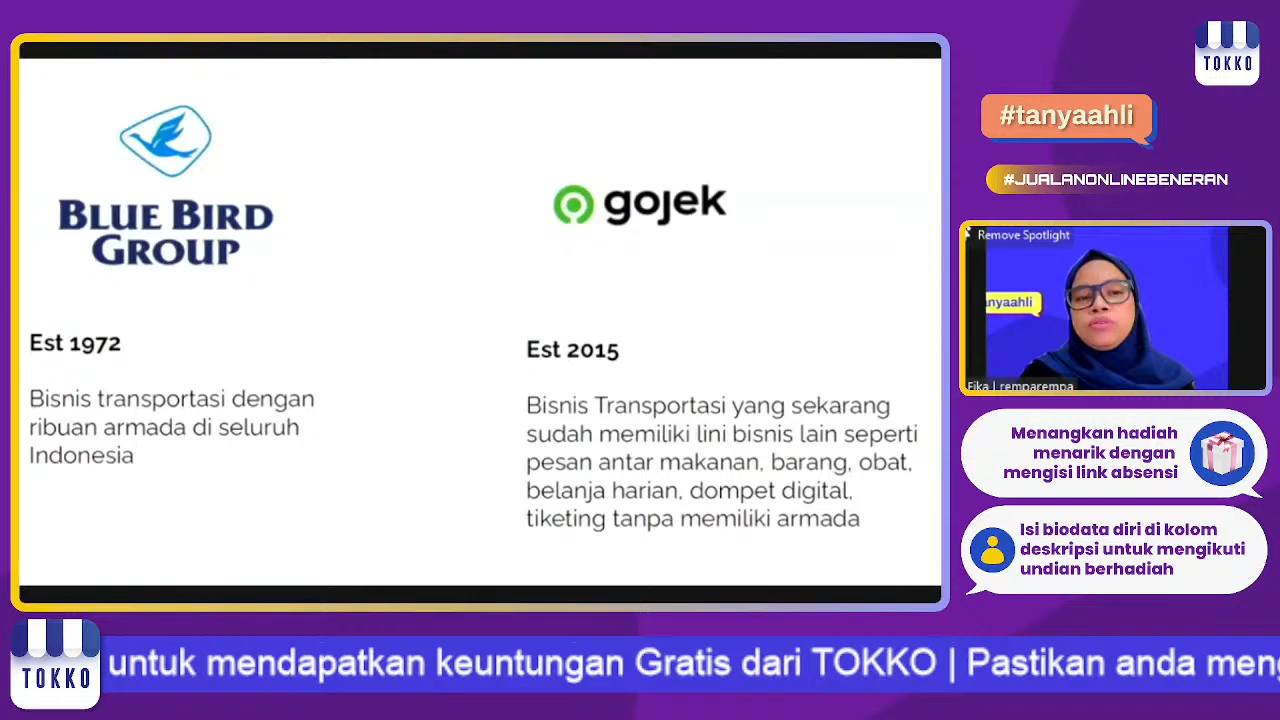 BLUE BIRD
GROUP
gojek
Est 1972
Bisnis transportasi dengan
ribuan armada di seluruh
Indonesia
Est 2015
Bisnis Transportasi yang sekarang
sudah memiliki lini bisnis lain seperti
pesan antar makanan, barang, obat,
belanja harian, dompet digital,
tiketing tanpa memiliki armada
TOKKO
#tanyaahli
#JUALANONLINEBENERAN
Remove Spotlight
anyaahli
Fika | remparempa
Menangkan hadiah
menarik dengan
mengisi link absensi
Isi biodata diri di kolom
deskripsi untuk mengikuti
undian berhadiah
TOKKO
untuk mendapatkan keuntungan Gratis dari TOKKO | Pastikan anda meng